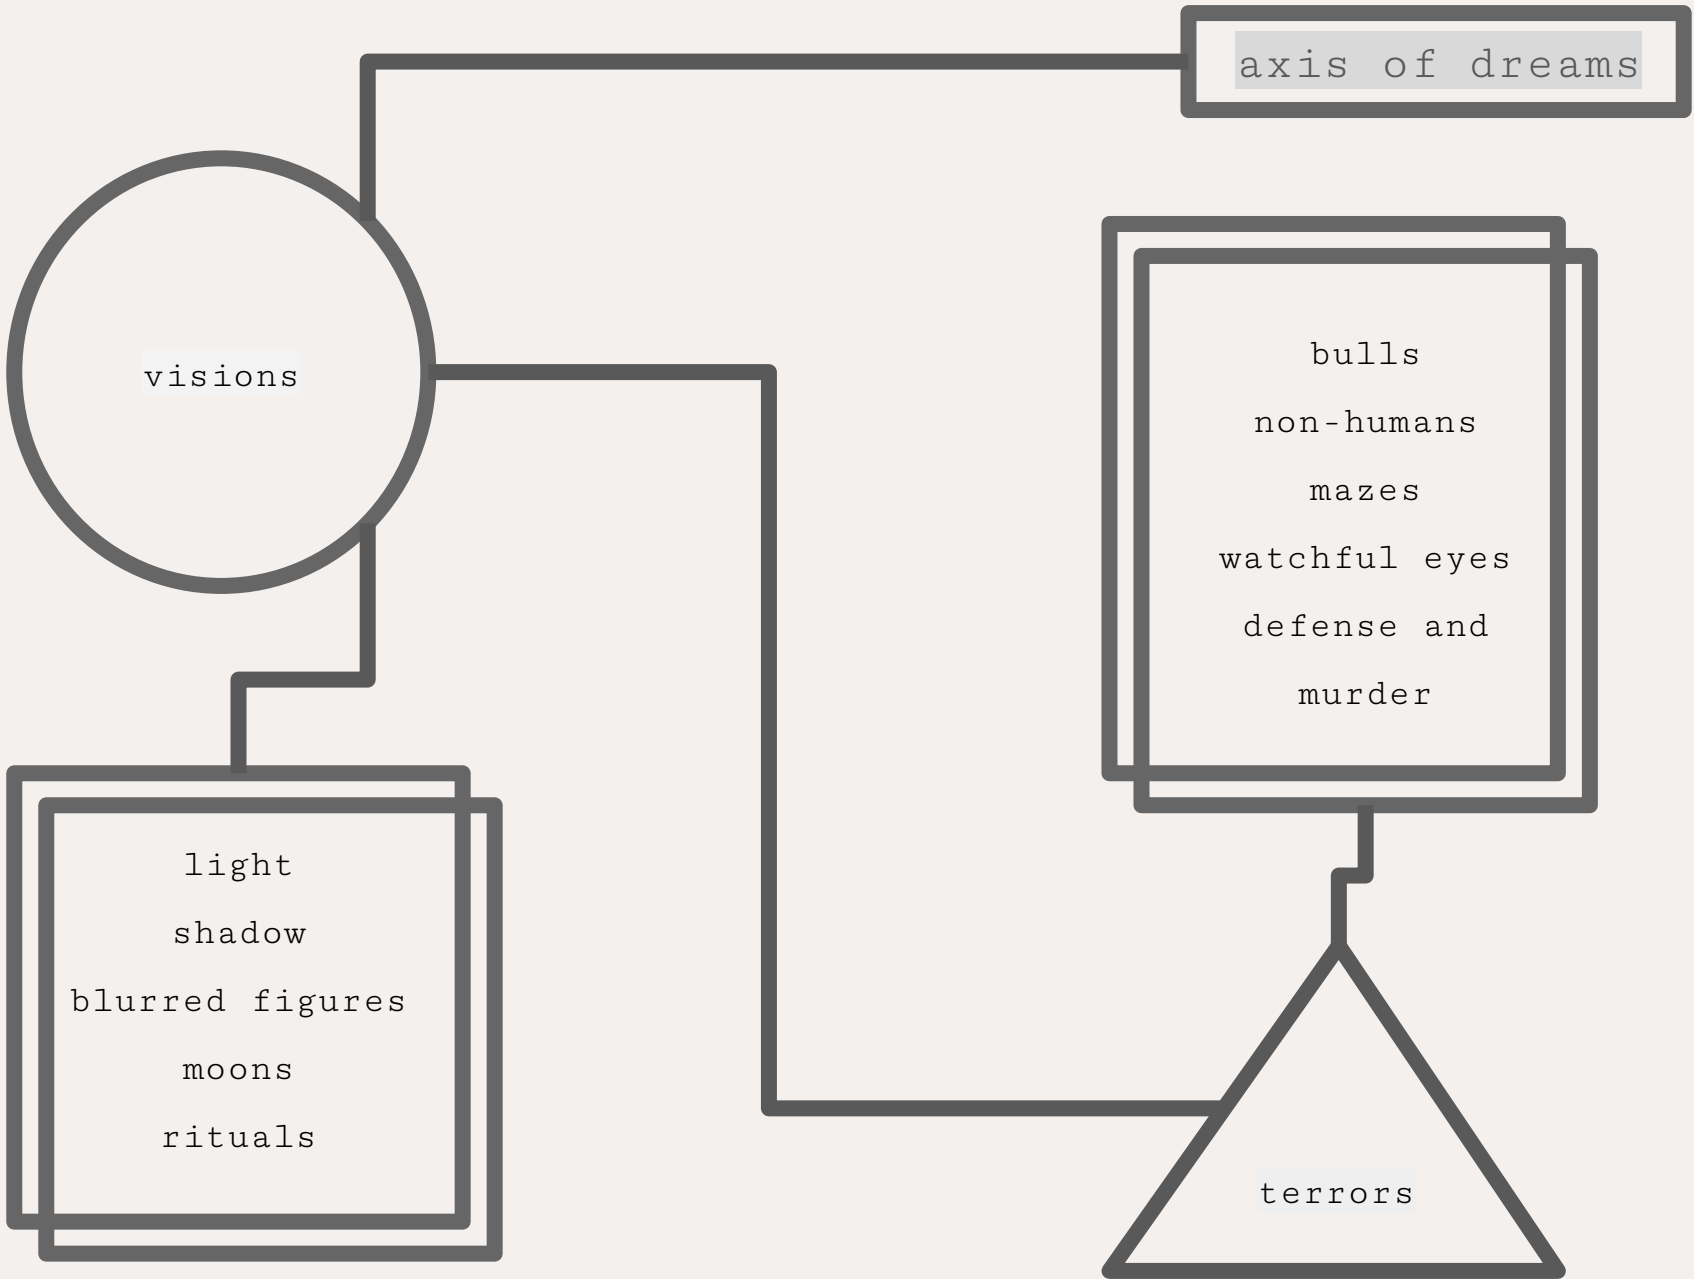 axis of dreams
visions
bulls
non-humans
mazes
watchful eyes
defense and
murder
light
shadow
blurred figures
moons
rituals
terrors